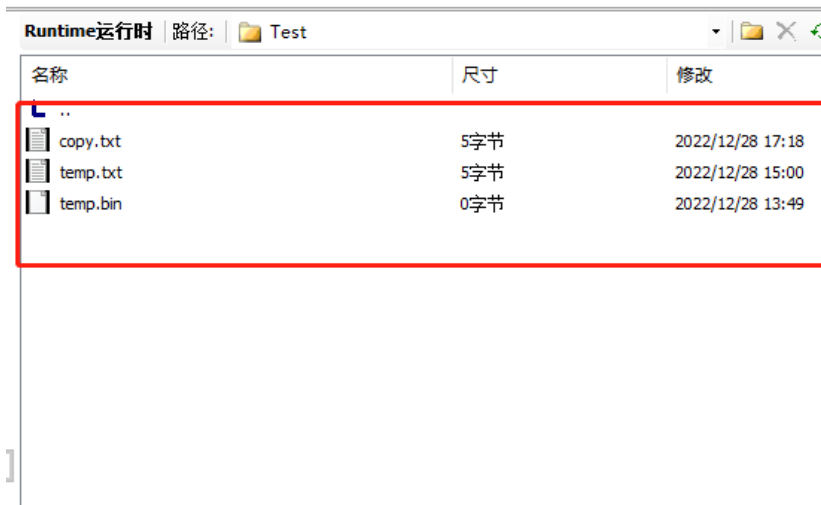 Runtime运行时 路径: Test
名称 尺寸 修改
..
copy.txt 5字节 2022/12/28 17:18
temp.txt 5字节 2022/12/28 15:00
temp.bin 0字节 2022/12/28 13:49